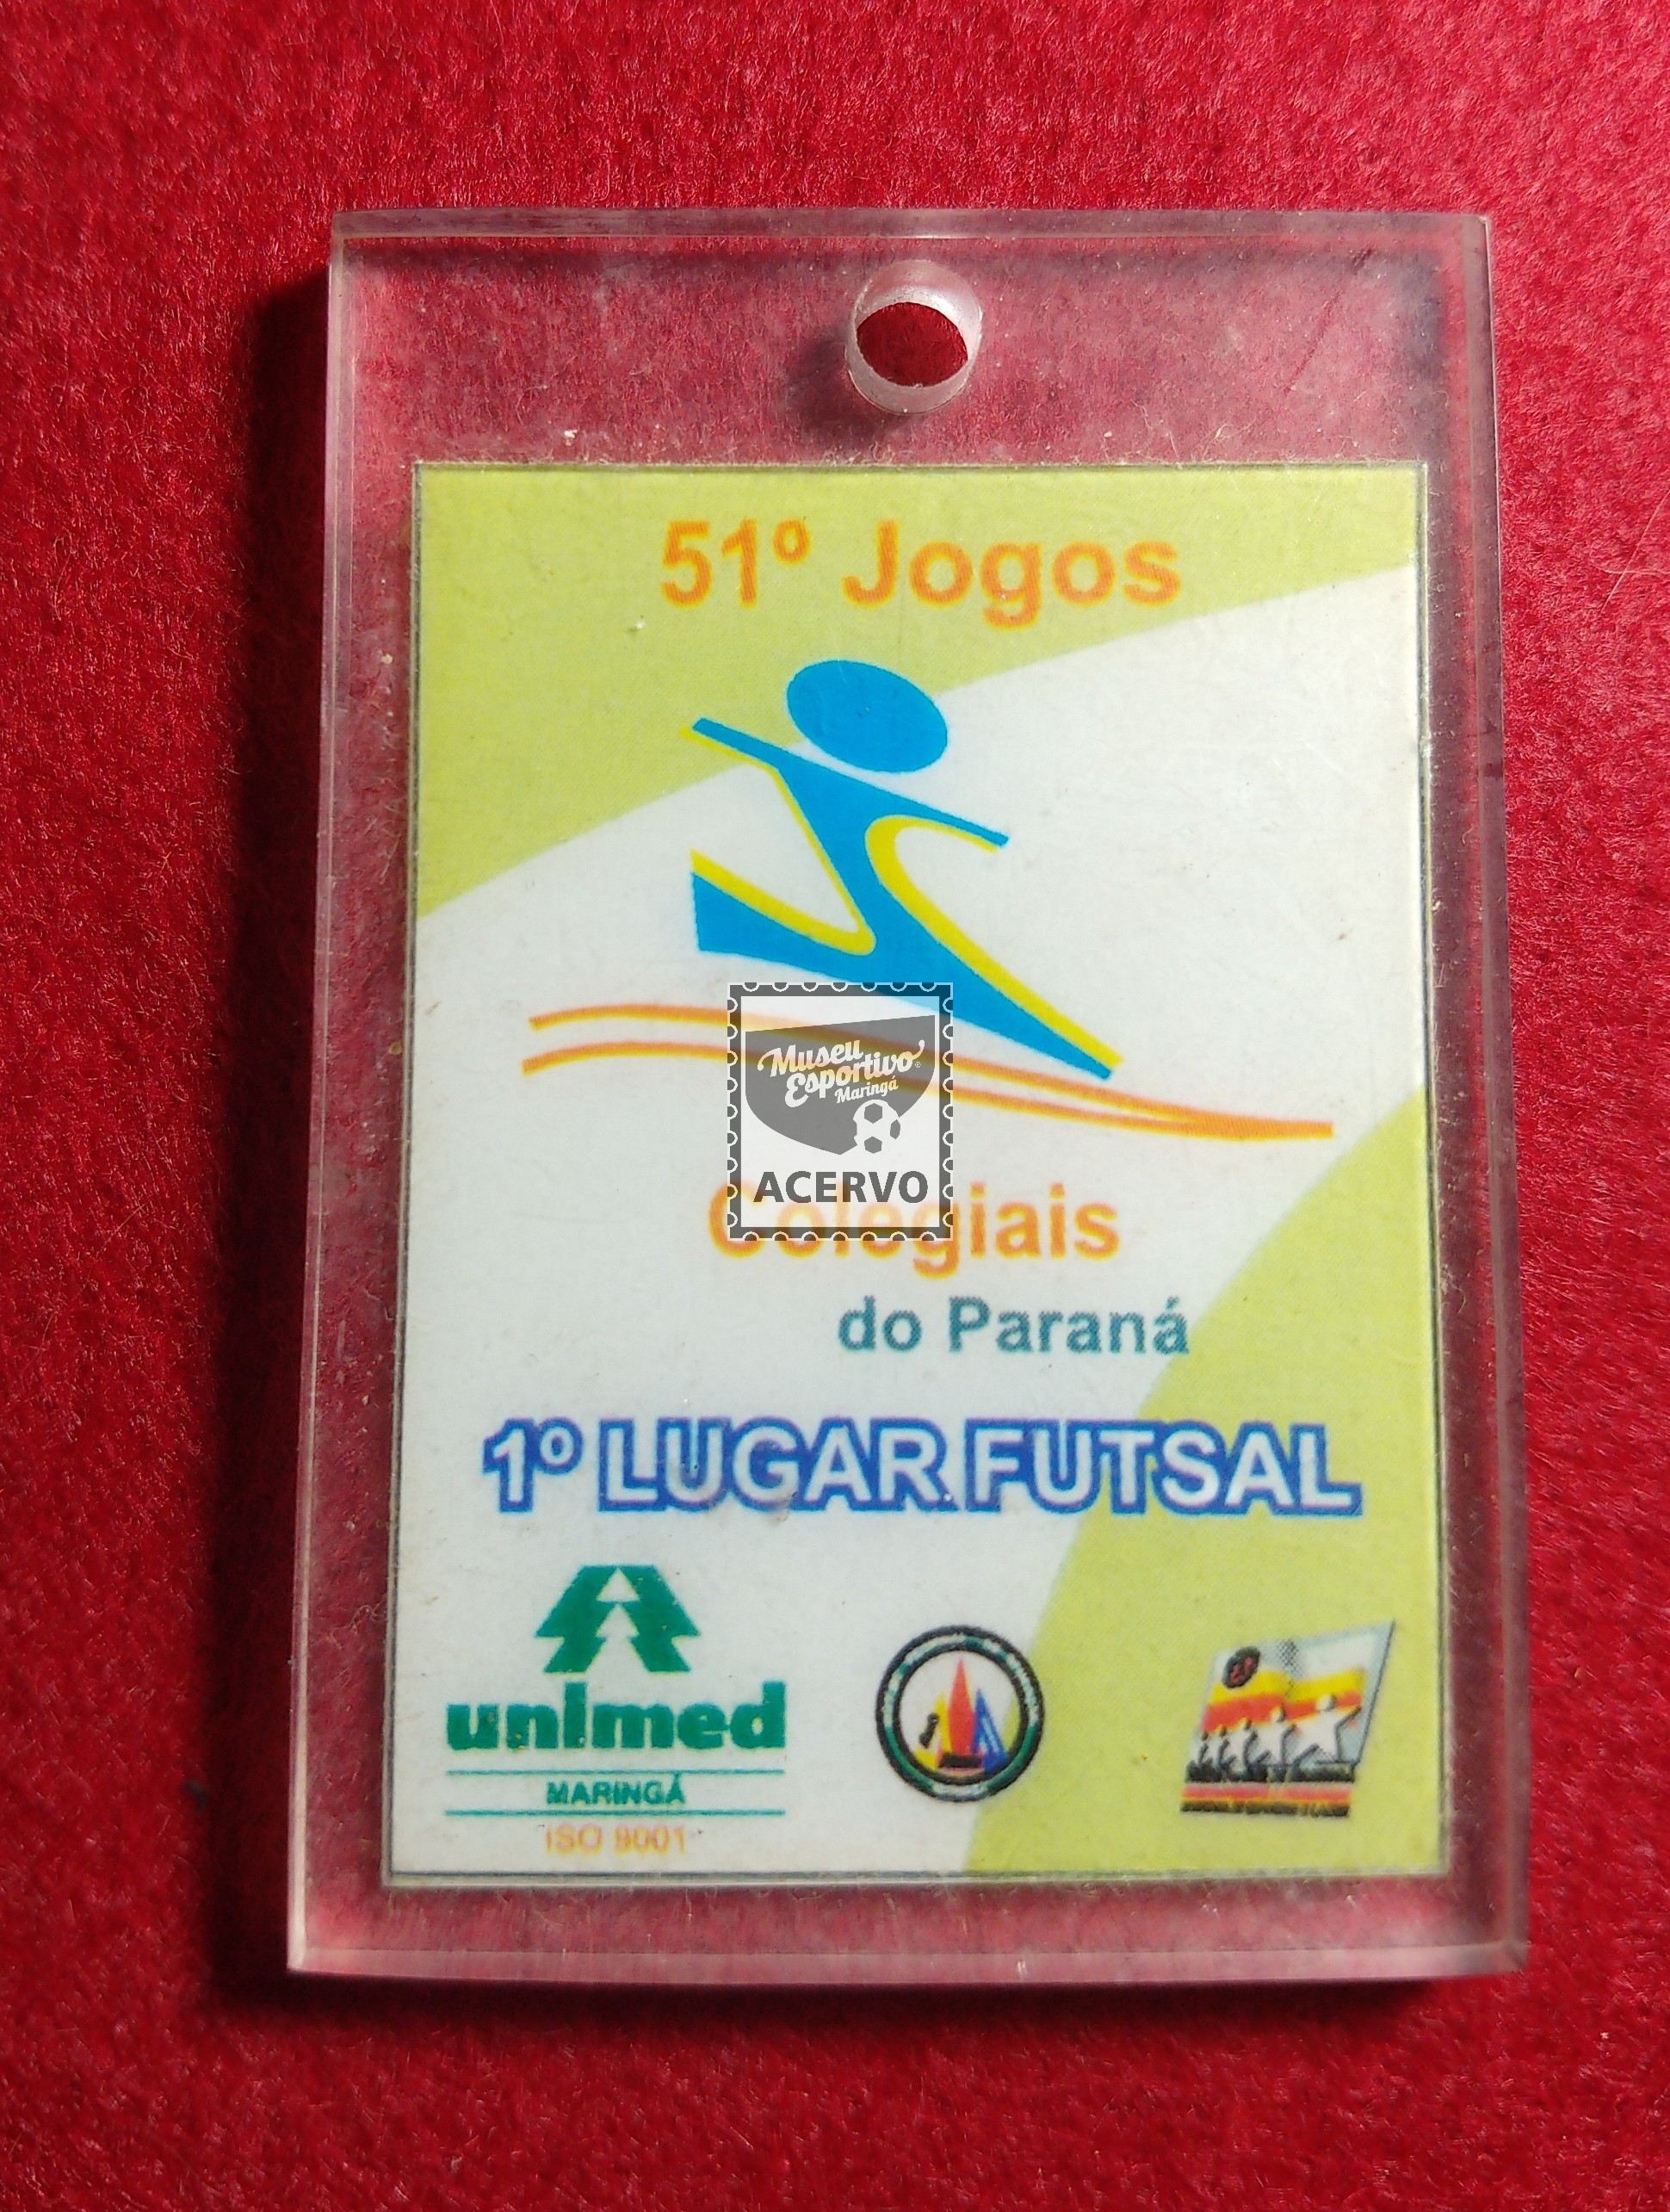 51º Jogos
Museu
Esportivo
Maringá
ACERVO
Colegiais
do Paraná
1º LUGAR FUTSAL
unimed
MARINGÁ
ISO 9001